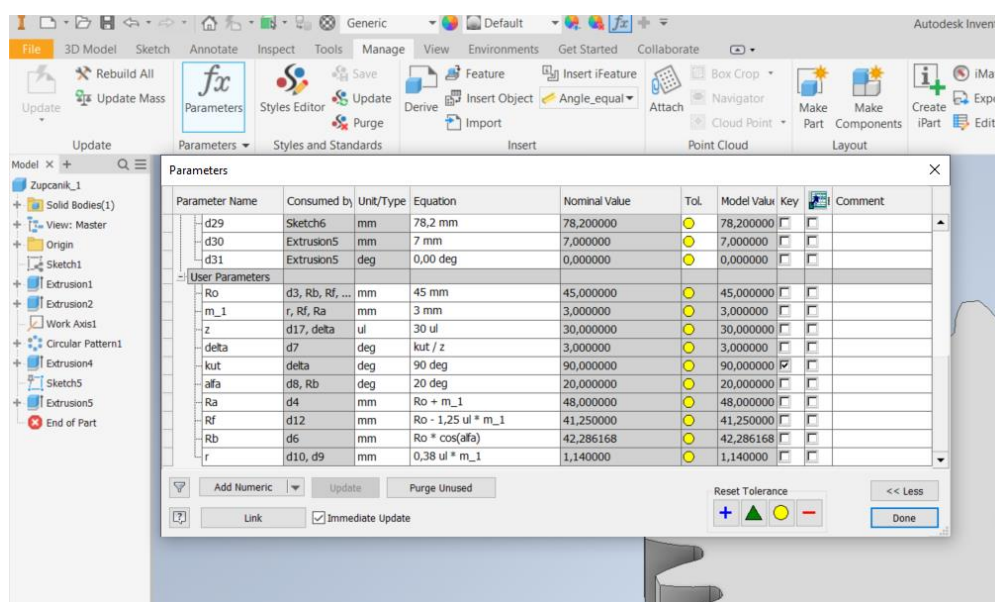 Generic Default fx Autodesk Inven
File 3D Model Sketch Annotate Inspect Tools Manage View Environments Get Started Collaborate
Rebuild All
Update Mass
Update
fx
Parameters
Styles Editor
Save
Update
Purge
Derive
Feature
Insert Object
Import
Insert iFeature
Angle_equal
Attach
Box Crop
Navigator
Cloud Point
Make Part
Make Components
Create iPart
iMa
Expo
Edit
Update Parameters Styles and Standards Insert Point Cloud Layout
Model × +
Zupcanik_1
Solid Bodies(1)
View: Master
Origin
Sketch1
Extrusion1
Extrusion2
Work Axis1
Circular Pattern1
Extrusion4
Sketch5
Extrusion5
End of Part
Parameters
Parameter Name Consumed by Unit/Type Equation Nominal Value Tol. Model Value Key Comment
d29 Sketch6 mm 78,2 mm 78,200000 78,200000
d30 Extrusion5 mm 7 mm 7,000000 7,000000
d31 Extrusion5 deg 0,00 deg 0,000000 0,000000
User Parameters
Ro d3, Rb, Rf, ... mm 45 mm 45,000000 45,000000
m_1 r, Rf, Ra mm 3 mm 3,000000 3,000000
z d17, delta ul 30 ul 30,000000 30,000000
delta d7 deg kut / z 3,000000 3,000000
kut delta deg 90 deg 90,000000 90,000000
alfa d8, Rb deg 20 deg 20,000000 20,000000
Ra d4 mm Ro + m_1 48,000000 48,000000
Rf d12 mm Ro - 1,25 ul * m_1 41,250000 41,250000
Rb d6 mm Ro * cos(alfa) 42,286168 42,286168
r d10, d9 mm 0,38 ul * m_1 1,140000 1,140000
Add Numeric Update Purge Unused Reset Tolerance << Less
Link Immediate Update Done